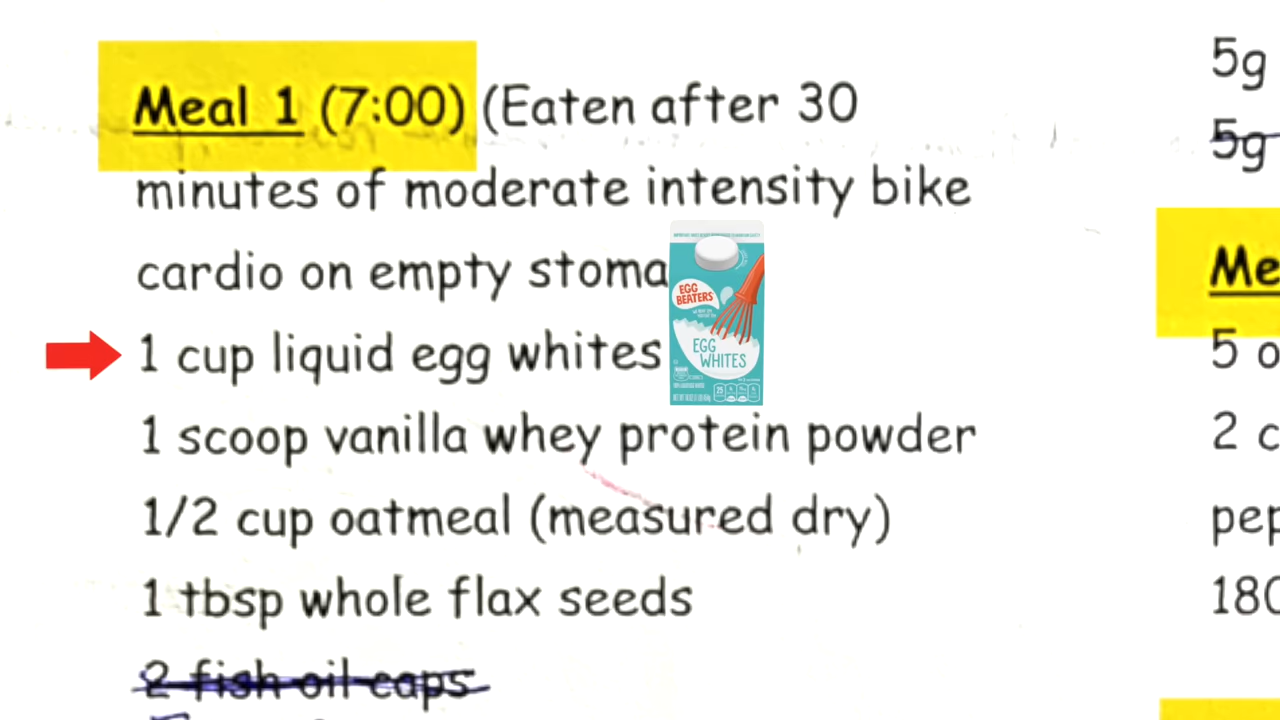 Meal 1 (7:00) (Eaten after 30
minutes of moderate intensity bike
cardio on empty stoma
1 cup liquid egg whites
1 scoop vanilla whey protein powder
1/2 cup oatmeal (measured dry)
1 tbsp whole flax seeds
2 fish oil caps
EGG
BEATERS
EGG
WHITES
5g
5g
Me
5 o
2 c
pep
180